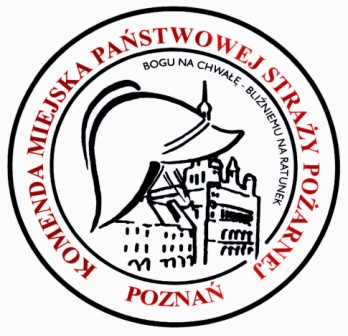 KOMENDA MIEJSKA PAŃSTWOWEJ STRAŻY POŻARNEJ
BOGU NA CHWAŁĘ - BLIŹNIEMU NA RATUNEK
POZNAŃ